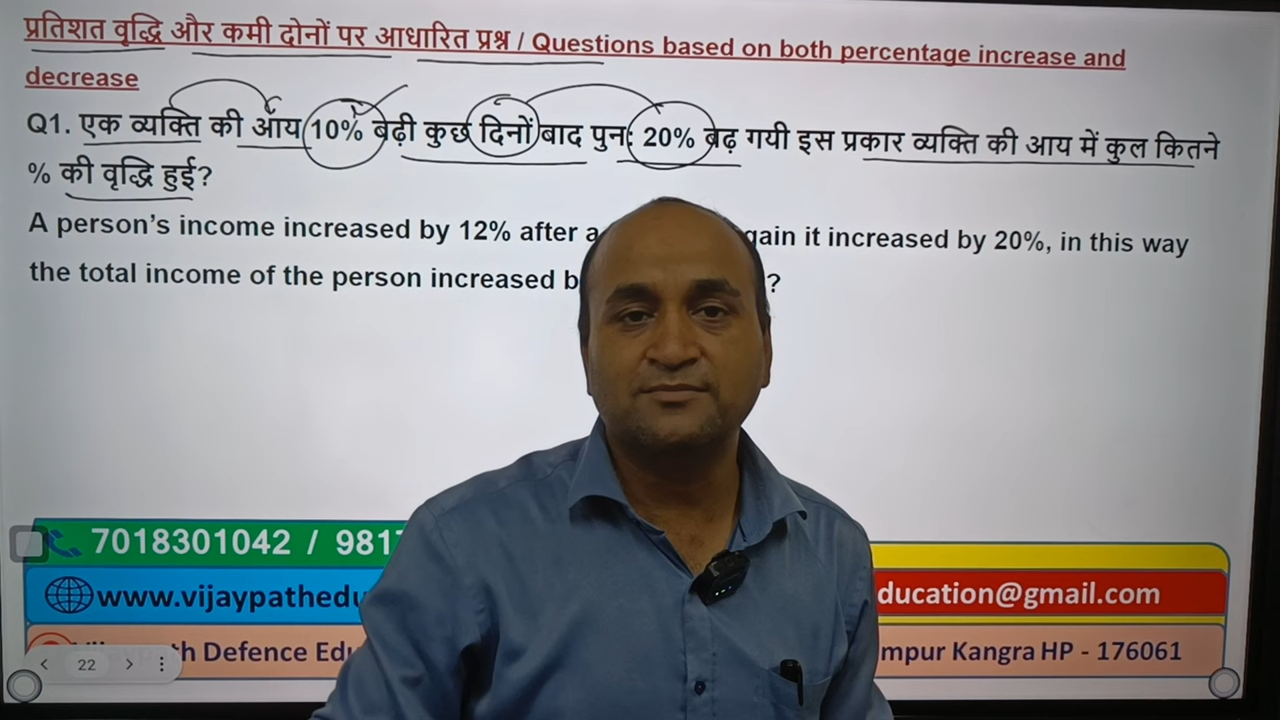 प्रतिशत वृद्धि और कमी दोनों पर आधारित प्रश्न / Questions based on both percentage increase and
decrease
Q1. एक व्यक्ति की आय 10% बढ़ी कुछ दिनों बाद पुन: 20% बढ़ गयी इस प्रकार व्यक्ति की आय में कुल कितने
% की वृद्धि हुई?
A person's income increased by 12% after a gain it increased by 20%, in this way
the total income of the person increased b ?
7018301042 / 981
www.vijaypathedu ducation@gmail.com
th Defence Edu mpur Kangra HP - 176061
22